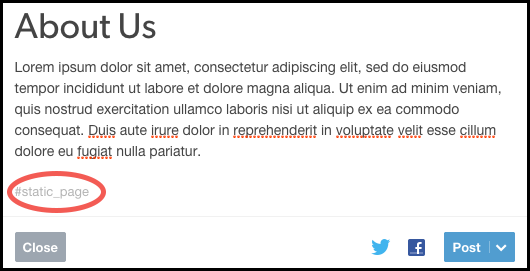 About Us
Lorem ipsum dolor sit amet, consectetur adipiscing elit, sed do eiusmod
tempor incididunt ut labore et dolore magna aliqua. Ut enim ad minim veniam,
quis nostrud exercitation ullamco laboris nisi ut aliquip ex ea commodo
consequat. Duis aute irure dolor in reprehenderit in voluptate velit esse cillum
dolore eu fugiat nulla pariatur.
#static_page
Close Post